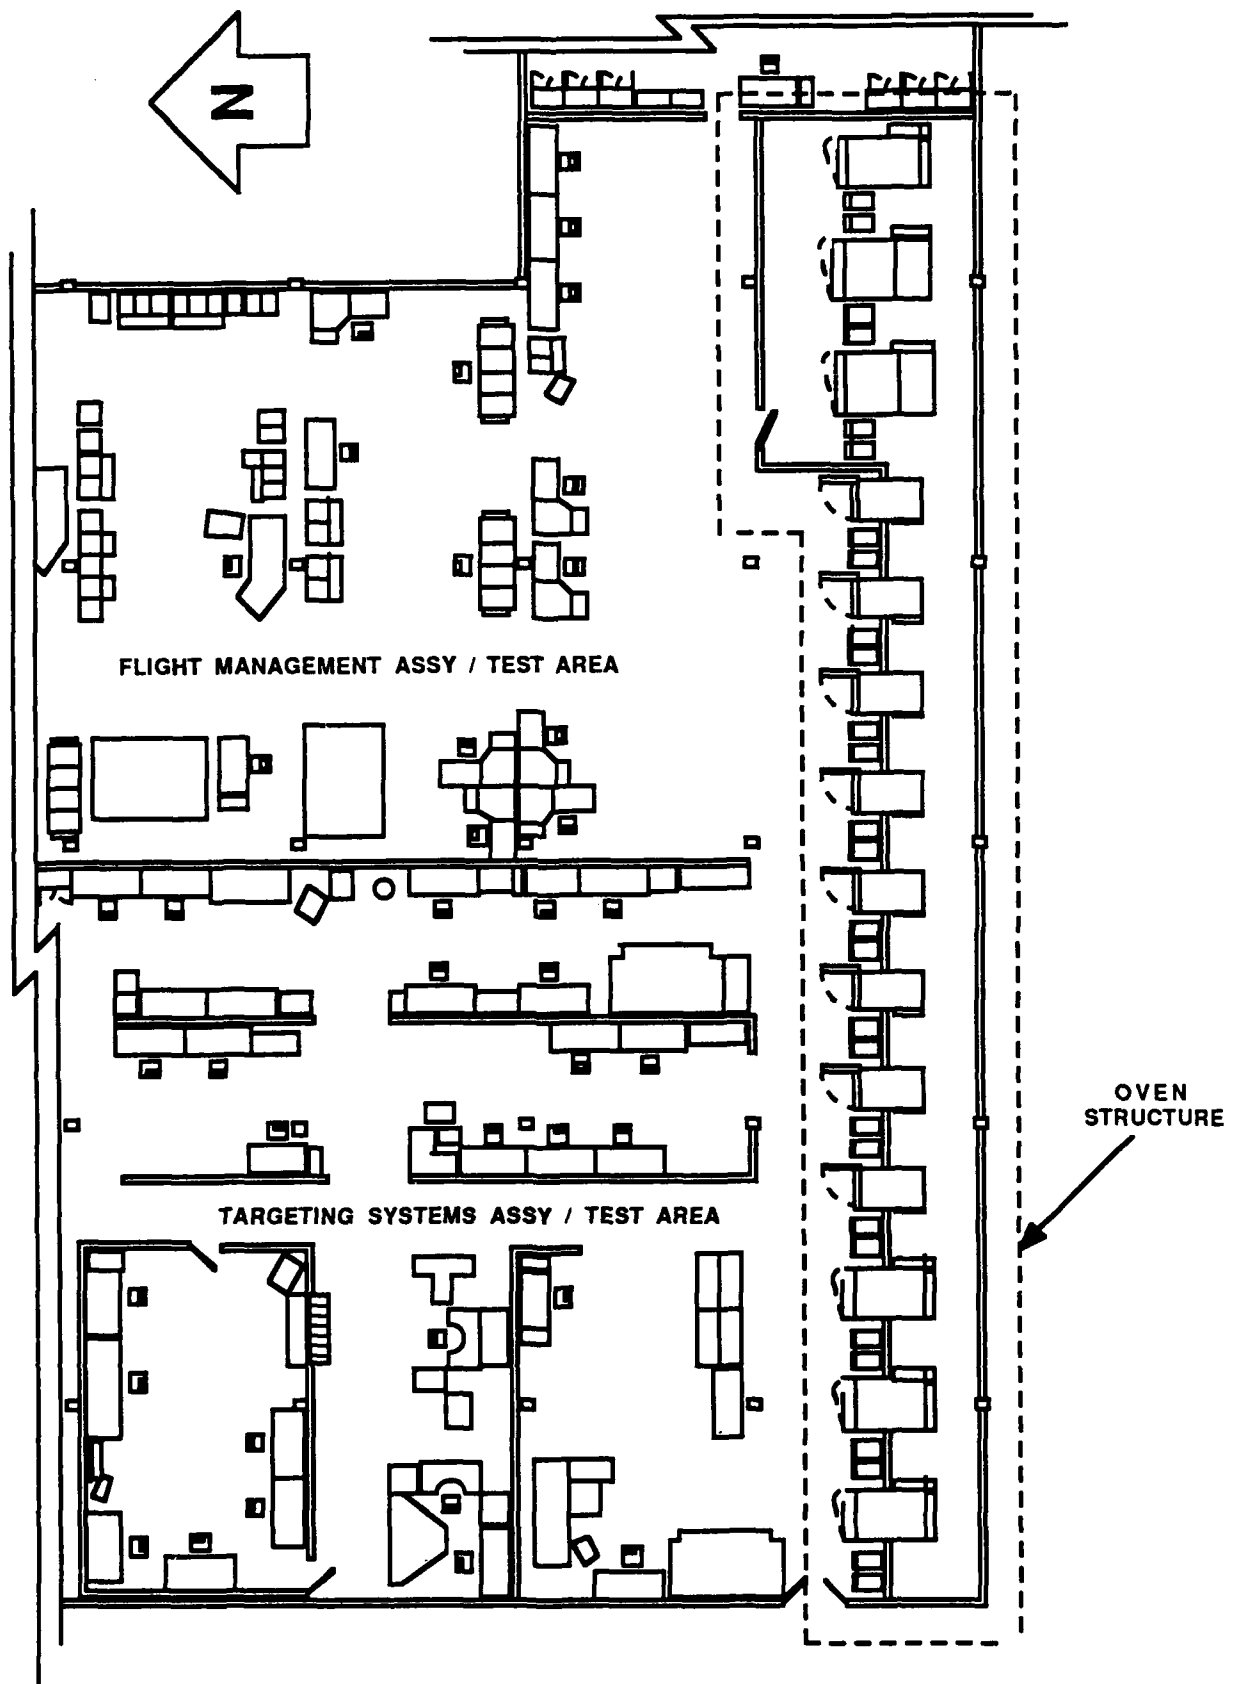 N
FLIGHT MANAGEMENT ASSY / TEST AREA
OVEN
STRUCTURE
TARGETING SYSTEMS ASSY / TEST AREA